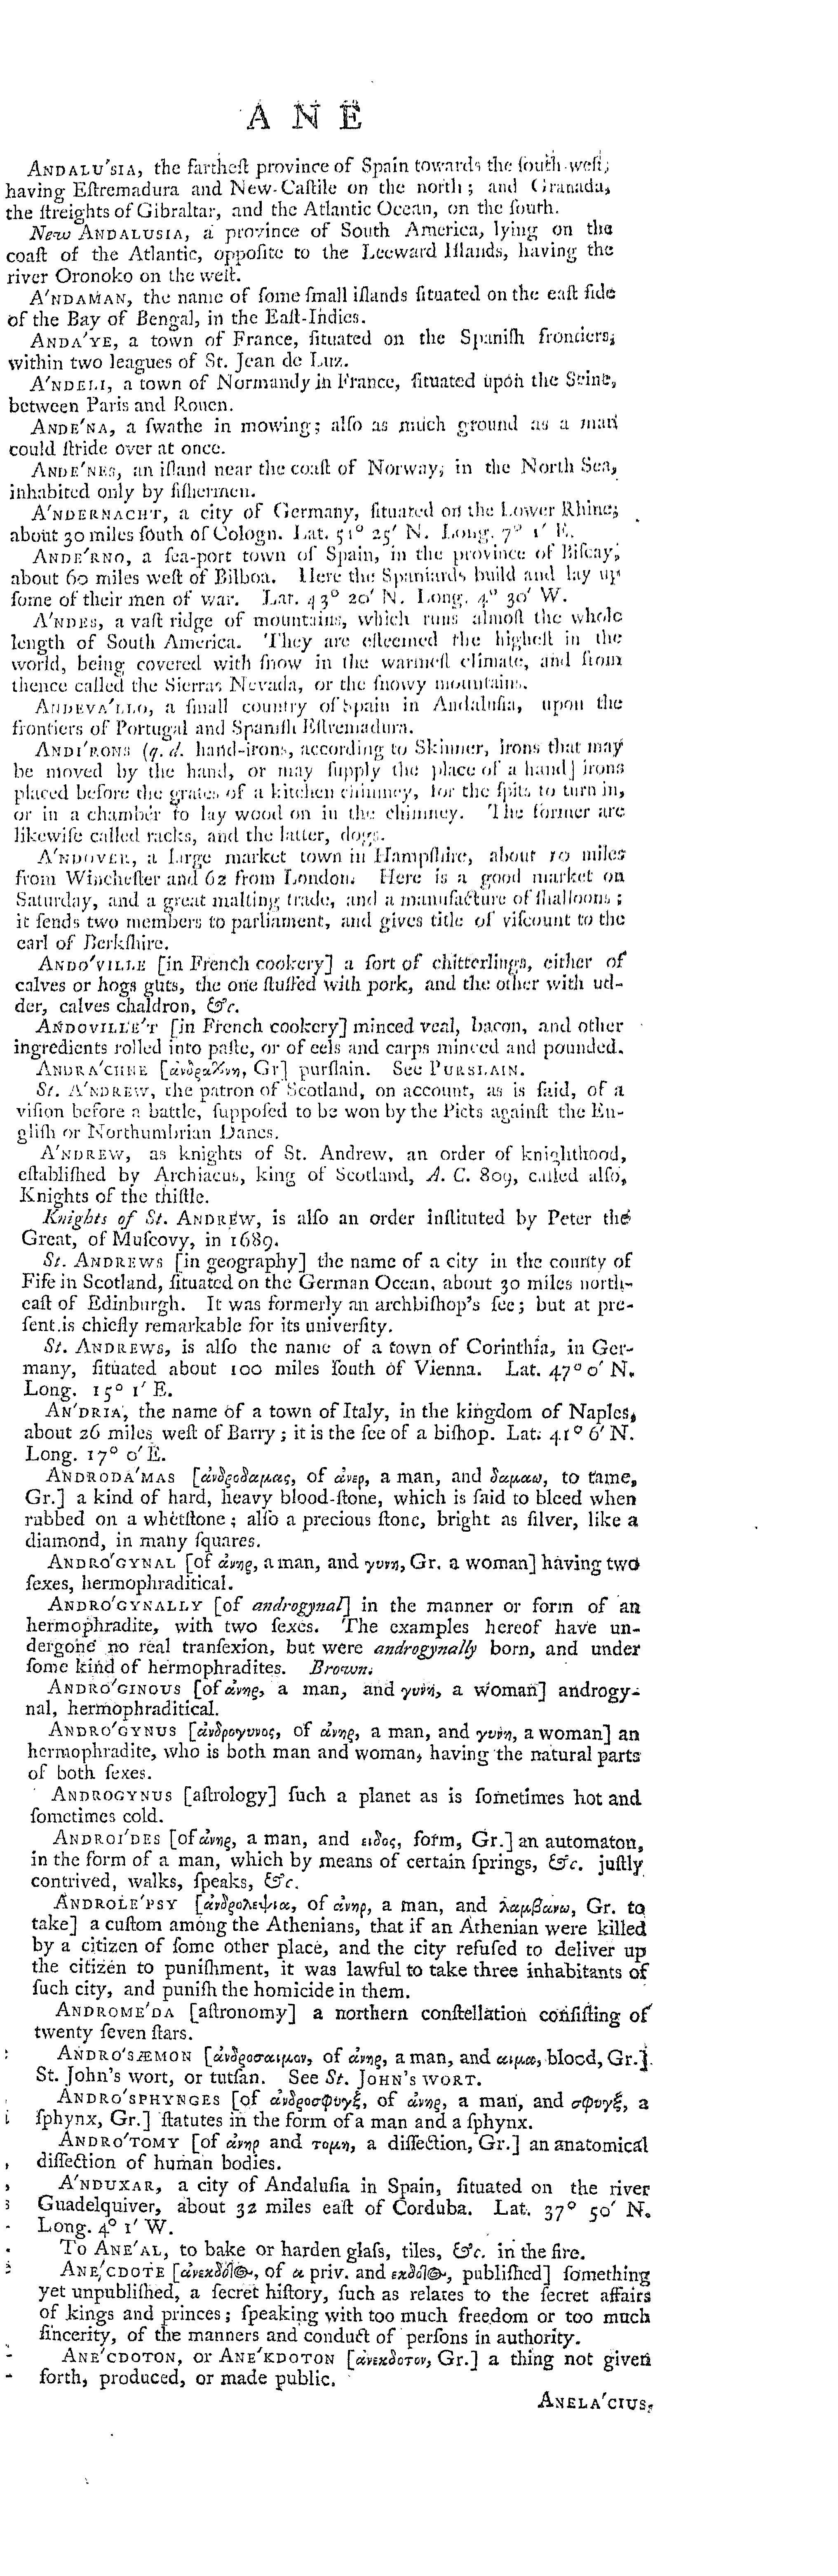 A N E
ANDALU′SIA, the fartheſt province of Spain towards the ſouth-weſt;
having Eſtremadura and New-Caſtile on the north; and Granada,
the ſtreights of Gibraltar, and the Atlantic Ocean, on the ſouth.
New ANDALUSIA, a province of South America, lying on the
coaſt of the Atlantic, oppoſite to the Leeward Iſlands, having the
river Oronoko on the weſt.
A′NDAMAN, the name of ſome ſmall iſlands ſituated on the eaſt ſide
of the Bay of Bengal, in the Eaſt-Indies.
ANDA′YE, a town of France, ſituated on the Spaniſh frontiers;
within two leagues of St. Jean de Luz.
A′NDELI, a town of Normandy in France, ſituated upon the Seine,
between Paris and Rouen.
ANDE′NA, a ſwathe in mowing; alſo as much ground as a man
could ſtride over at once.
ANDE′NES, an iſland near the coaſt of Norway, in the North Sea,
inhabited only by fiſhermen.
A′NDERNACHT, a city of Germany, ſituated on the Lower Rhine;
about 30 miles ſouth of Cologn. Lat. 51° 25′ N. Long. 7° 1′ E.
ANDE′RNO, a ſea-port town of Spain, in the province of Biſcay,
about 60 miles weſt of Bilboa. Here the Spaniards build and lay up
ſome of their men of war. Lat. 43° 20′ N. Long. 4° 30′ W.
A′NDES, a vaſt ridge of mountains, which runs almoſt the whole
length of South America. They are eſteemed the higheſt in the
world, being covered with ſnow in the warmeſt climate, and from
thence called the Sierras Nevada, or the ſnowy mountains.
ANDEVA′LLO, a ſmall country of Spain in Andaluſia, upon the
frontiers of Portugal and Spaniſh Eſtremadura.
ANDI′RONS (q. d. hand-irons, according to Skinner, irons that may
be moved by the hand, or may ſupply the place of a hand] irons
placed before the grates of a kitchen chimney, for the ſpits to turn in,
or in a chamber to lay wood on in the chimney. The former are
likewiſe called racks, and the latter, dogs.
A′NDOVER, a large market town in Hampſhire, about 10 miles
from Wincheſter and 62 from London. Here is a good market on
Saturday, and a great malting trade, and a manufacture of ſhalloons;
it ſends two members to parliament, and gives title of viſcount to the
earl of Berkſhire.
ANDO′VILLE [in French cookery] a ſort of chitterlings, either of
calves or hogs guts, the one ſtuffed with pork, and the other with ud-
der, calves chaldron, &c.
ANDOVILLE′T [in French cookery] minced veal, bacon, and other
ingredients rolled into paſte, or of eels and carps minced and pounded.
ANDRA′CHNE [ἀνδραχνη, Gr] purſlain. See PURSLAIN.
St. A′NDREW, the patron of Scotland, on account, as is ſaid, of a
viſion before a battle, ſuppoſed to be won by the Picts againſt the En-
gliſh or Northumbrian Danes.
A′NDREW, as knights of St. Andrew, an order of knighthood,
eſtabliſhed by Archiacus, king of Scotland, A. C. 809, called alſo,
Knights of the thiſtle.
Knights of St. ANDREW, is alſo an order inſtituted by Peter the
Great, of Muſcovy, in 1689.
St. ANDREWS [in geography] the name of a city in the county of
Fife in Scotland, ſituated on the German Ocean, about 30 miles north-
eaſt of Edinburgh. It was formerly an archbiſhop's ſee; but at pre-
ſent is chiefly remarkable for its univerſity.
St. ANDREWS, is alſo the name of a town of Corinthia, in Ger-
many, ſituated about 100 miles ſouth of Vienna. Lat. 47° 0′ N.
Long. 15° 1′ E.
AN′DRIA, the name of a town of Italy, in the kingdom of Naples,
about 26 miles weſt of Barry; it is the ſee of a biſhop. Lat. 41° 6′ N.
Long. 17° 0′ E.
ANDRODA′MAS [ἀνδροδαμας, of ἀνερ, a man, and δαμαω, to tame,
Gr.] a kind of hard, heavy blood-ſtone, which is ſaid to bleed when
rubbed on a whetſtone; alſo a precious ſtone, bright as ſilver, like a
diamond, in many ſquares.
ANDRO′GYNAL [of ἀνης, a man, and γυνη, Gr. a woman] having two
ſexes, hermophraditical.
ANDRO′GYNALLY [of androgynal] in the manner or form of an
hermophradite, with two ſexes. The examples hereof have un-
dergone no real tranſexion, but were androgynally born, and under
ſome kind of hermophradites. Brown.
ANDRO′GINOUS [of ἀνης, a man, and γυνή, a woman] androgy-
nal, hermophraditical.
ANDRO′GYNUS [ἀνδρογυνος, of ἀνης, a man, and γυνη, a woman] an
hermophradite, who is both man and woman, having the natural parts
of both ſexes.
ANDROGYNUS [aſtrology] ſuch a planet as is ſometimes hot and
ſometimes cold.
ANDROI′DES [of ἀνης, a man, and ειδος, form, Gr.] an automaton,
in the form of a man, which by means of certain ſprings, &c. juſtly
contrived, walks, ſpeaks, &c.
ANDROLE′PSY [ἀνδρολεψια, of ἀνηρ, a man, and λαμβανω, Gr. to
take] a cuſtom among the Athenians, that if an Athenian were killed
by a citizen of ſome other place, and the city refuſed to deliver up
the citizen to puniſhment, it was lawful to take three inhabitants of
ſuch city, and puniſh the homicide in them.
ANDROME′DA [aſtronomy] a northern conſtellation conſiſting of
twenty ſeven ſtars.
ANDRO′SÆMON [ἀνδροσαιμον, of ἀνης, a man, and αιμα, blood, Gr.]
St. John's wort, or tutſan. See St. JOHN'S WORT.
ANDRO′SPHYNGES [of ἀνδροσφυγξ, of ἀνης, a man, and σφυγξ, a
ſphynx, Gr.] ſtatutes in the form of a man and a ſphynx.
ANDRO′TOMY [of ἀνηρ and τομη, a diſſection, Gr.] an anatomical
diſſection of human bodies.
A′NDUXAR, a city of Andaluſia in Spain, ſituated on the river
Guadelquiver, about 32 miles eaſt of Corduba. Lat. 37° 50′ N.
Long. 4° 1′ W.
To ANE′AL, to bake or harden glaſs, tiles, &c. in the fire.
ANE′CDOTE [ἀνεκδοτος, of α priv. and εκδοτος, publiſhed] ſomething
yet unpubliſhed, a ſecret hiſtory, ſuch as relates to the ſecret affairs
of kings and princes; ſpeaking with too much freedom or too much
ſincerity, of the manners and conduct of perſons in authority.
ANE′CDOTON, or ANE′KDOTON [ἀνεκδοτον, Gr.] a thing not given
forth, produced, or made public.
ANELA′CIUS,